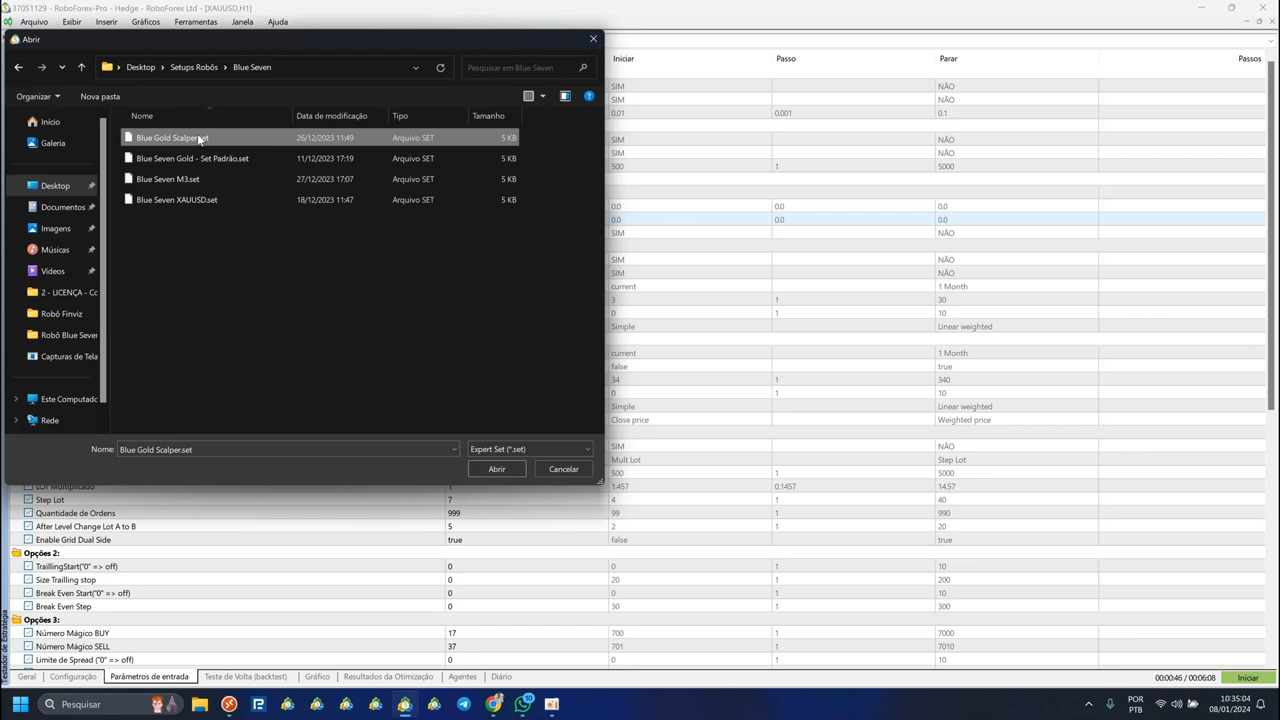 37051129 - RoboForex-Pro - Hedge - RoboForex Ltd - [XAUUSD,H1]
Arquivo Exibir Inserir Gráficos Ferramentas Janela Ajuda
Abrir
Desktop > Setups Robôs > Blue Seven
Pesquisar em Blue Seven
Organizar Nova pasta
Início
Galeria
Desktop
Documentos
Imagens
Músicas
Vídeos
2 - LICENÇA - Cc
Robô Finviz
Robô Blue Seven
Capturas de Tela
Este Computado
Rede
Nome Data de modificação Tipo Tamanho
Blue Gold Scalper.set 26/12/2023 11:49 Arquivo SET 5 KB
Blue Seven Gold - Set Padrão.set 11/12/2023 17:19 Arquivo SET 5 KB
Blue Seven M3.set 27/12/2023 17:07 Arquivo SET 5 KB
Blue Seven XAUUSD.set 18/12/2023 11:47 Arquivo SET 5 KB
Nome: Blue Gold Scalper.set Expert Set (*.set)
Abrir Cancelar
Iniciar Passo Parar Passos
SIM NÃO
SIM NÃO
0.01 0.001 0.1
SIM NÃO
SIM NÃO
500 1 5000
0.0 0.0 0.0
0.0 0.0 0.0
SIM NÃO
SIM NÃO
SIM NÃO
current 1 Month
3 1 30
0 1 10
Simple Linear weighted
current 1 Month
false true
34 1 340
0 1 10
Simple Linear weighted
Close price Weighted price
SIM NÃO
Mult Lot Step Lot
500 1 5000
LOT Multiplicado 1 1.457 0.1457 14.57
Step Lot 7 4 1 40
Quantidade de Ordens 999 99 1 990
After Level Change Lot A to B 5 2 1 20
Enable Grid Dual Side true false true
Opções 2:
TraillingStart("0" => off) 0 0 1 10
Size Trailling stop 0 20 1 200
Break Even Start("0" => off) 0 0 1 10
Break Even Step 0 30 1 300
Opções 3:
Número Mágico BUY 17 700 1 7000
Número Mágico SELL 37 701 1 7010
Limite de Spread ("0" => off) 0 0 1 10
Testador de Estratégia
Geral Configuração Parâmetros de entrada Teste de Volta (backtest) Gráfico Resultados da Otimização Agentes Diário
00:00:46 / 00:06:08 Iniciar
Pesquisar
10
POR
PTB
10:35:04
08/01/2024